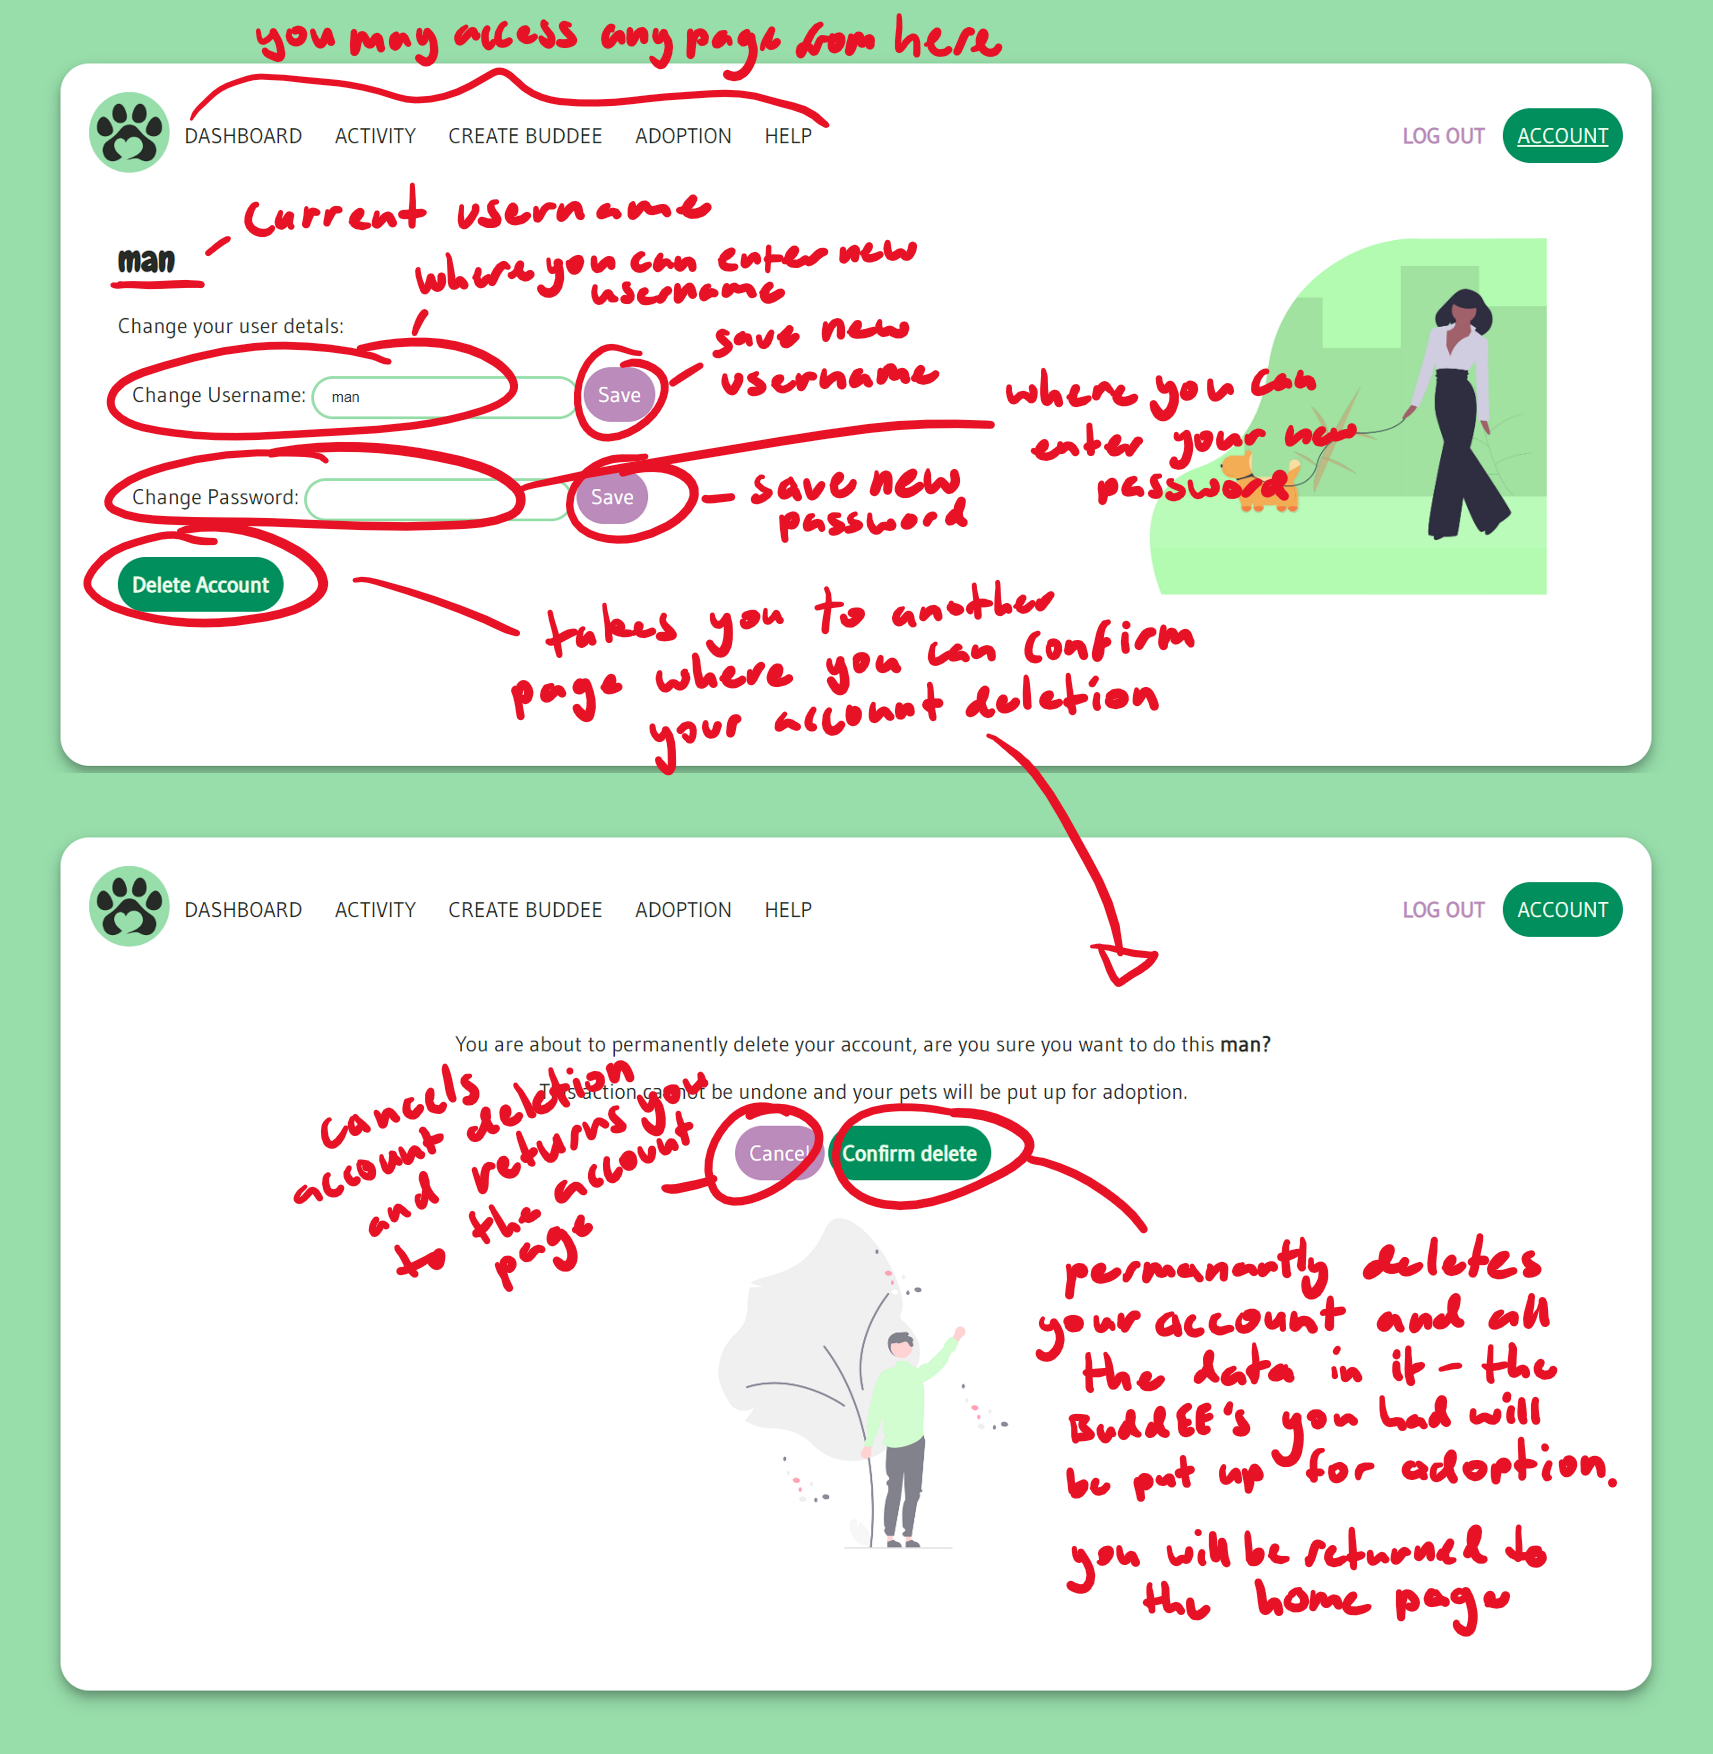 you may access any page from here
DASHBOARD ACTIVITY CREATE BUDDEE ADOPTION HELP LOG OUT ACCOUNT
Current username
man
where you can enter new
username
Change your user detals:
save new
username
Change Username: man Save
where you can
enter your new
password
Change Password: Save
save new
password
Delete Account
takes you to another
page where you can confirm
your account deletion
DASHBOARD ACTIVITY CREATE BUDDEE ADOPTION HELP LOG OUT ACCOUNT
You are about to permanently delete your account, are you sure you want to do this man?
This action cannot be undone and your pets will be put up for adoption.
Cancel Confirm delete
cancels
account deletion
and returns you
to the account
page
permanantly deletes
your account and all
the data in it - the
BuddEE's you had will
be put up for adoption.
you will be returned to
the home page